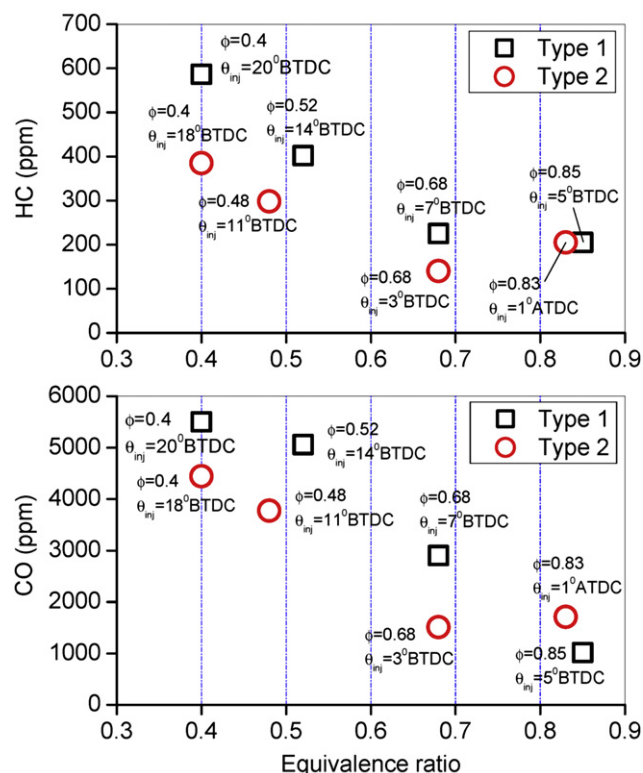 700
600
500
400
300
200
100
0
HC (ppm)
ϕ=0.4
θinj=20⁰BTDC
ϕ=0.4
θinj=18⁰BTDC
ϕ=0.52
θinj=14⁰BTDC
ϕ=0.48
θinj=11⁰BTDC
ϕ=0.68
θinj=7⁰BTDC
ϕ=0.68
θinj=3⁰BTDC
ϕ=0.85
θinj=5⁰BTDC
ϕ=0.83
θinj=1⁰ATDC
Type 1
Type 2
0.3 0.4 0.5 0.6 0.7 0.8 0.9
6000
5000
4000
3000
2000
1000
0
CO (ppm)
ϕ=0.4
θinj=20⁰BTDC
ϕ=0.4
θinj=18⁰BTDC
ϕ=0.52
θinj=14⁰BTDC
ϕ=0.48
θinj=11⁰BTDC
ϕ=0.68
θinj=7⁰BTDC
ϕ=0.68
θinj=3⁰BTDC
ϕ=0.83
θinj=1⁰ATDC
ϕ=0.85
θinj=5⁰BTDC
Type 1
Type 2
0.3 0.4 0.5 0.6 0.7 0.8 0.9
Equivalence ratio